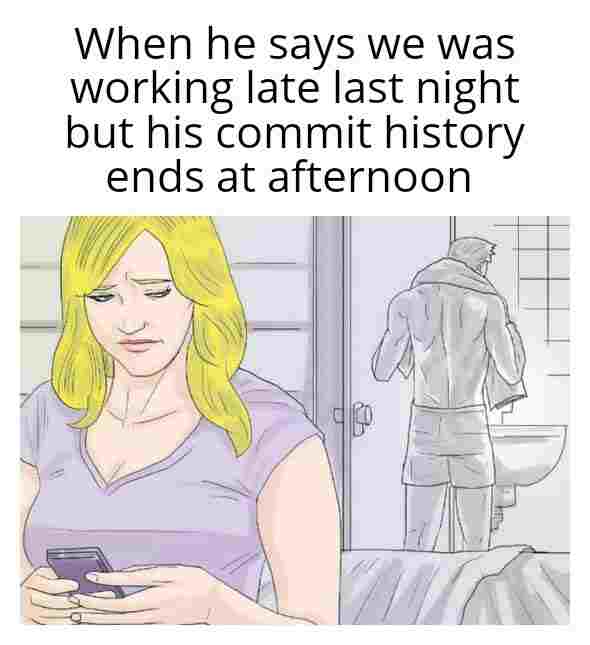 When he says we was
working late last night
but his commit history
ends at afternoon